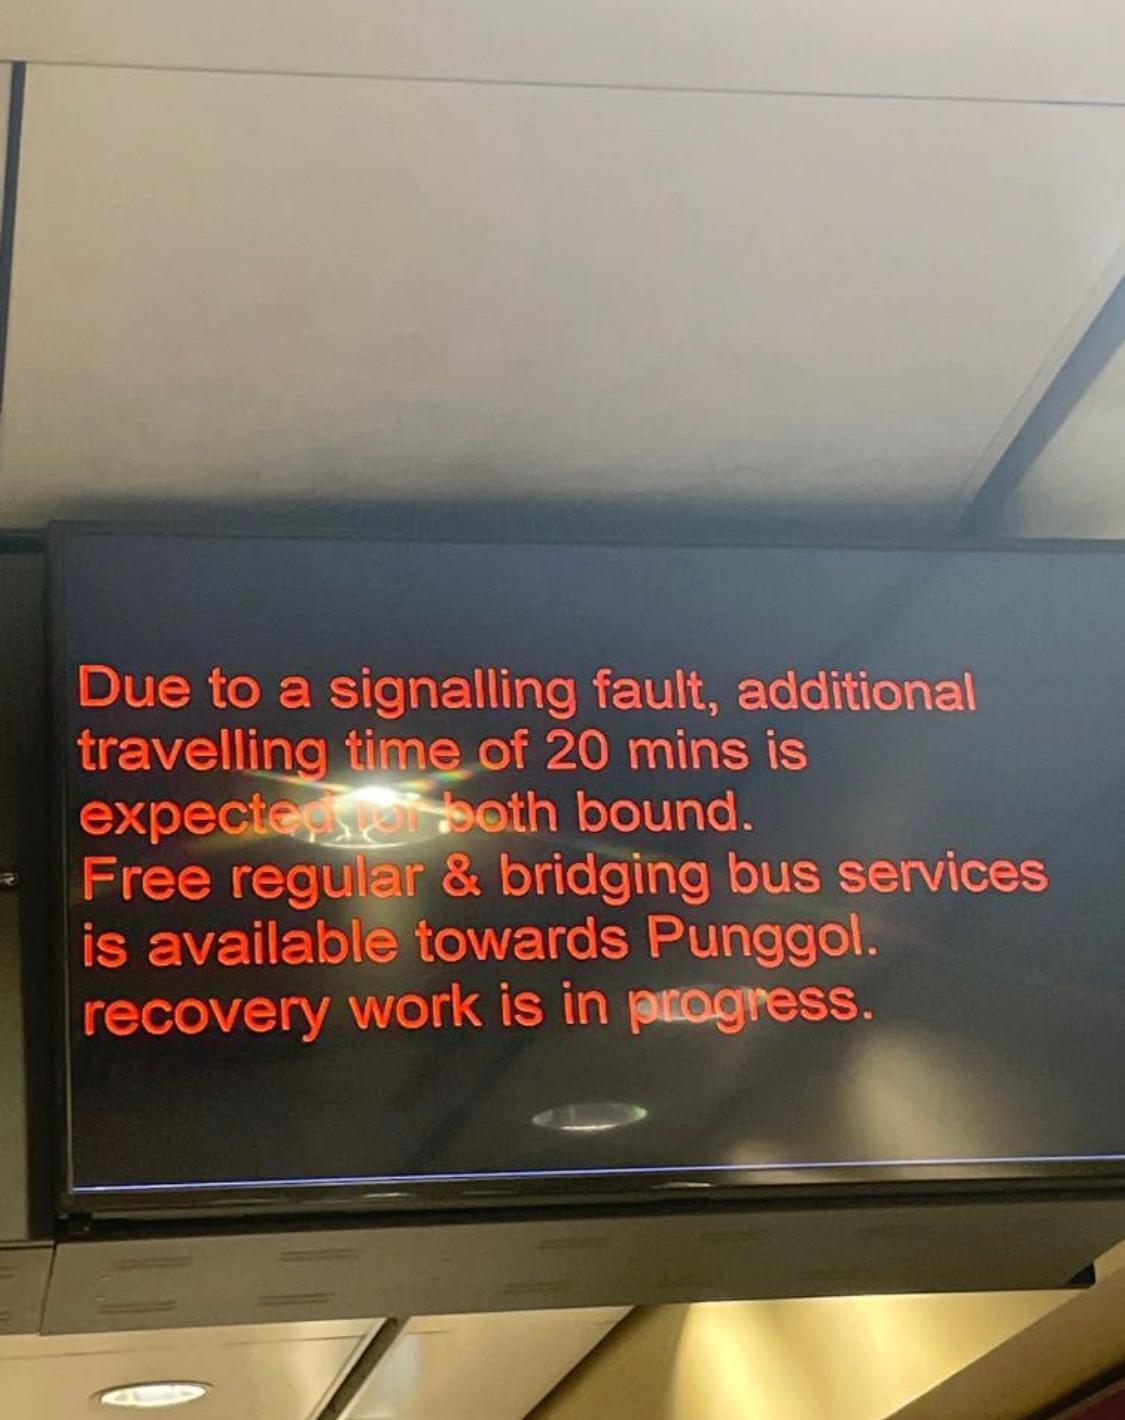 Due to a signalling fault, additional
travelling time of 20 mins is
expected for both bound.
Free regular & bridging bus services
is available towards Punggol.
recovery work is in progress.